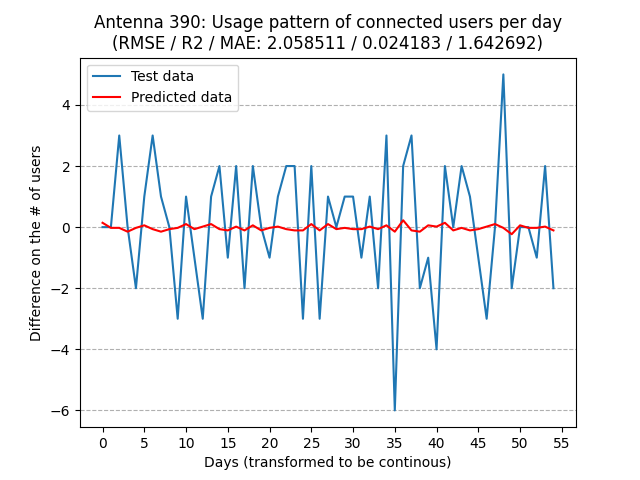 Antenna 390: Usage pattern of connected users per day
(RMSE / R2 / MAE: 2.058511 / 0.024183 / 1.642692)
Test data
Predicted data
Difference on the # of users
4
2
0
−2
−4
−6
0 5 10 15 20 25 30 35 40 45 50 55
Days (transformed to be continous)